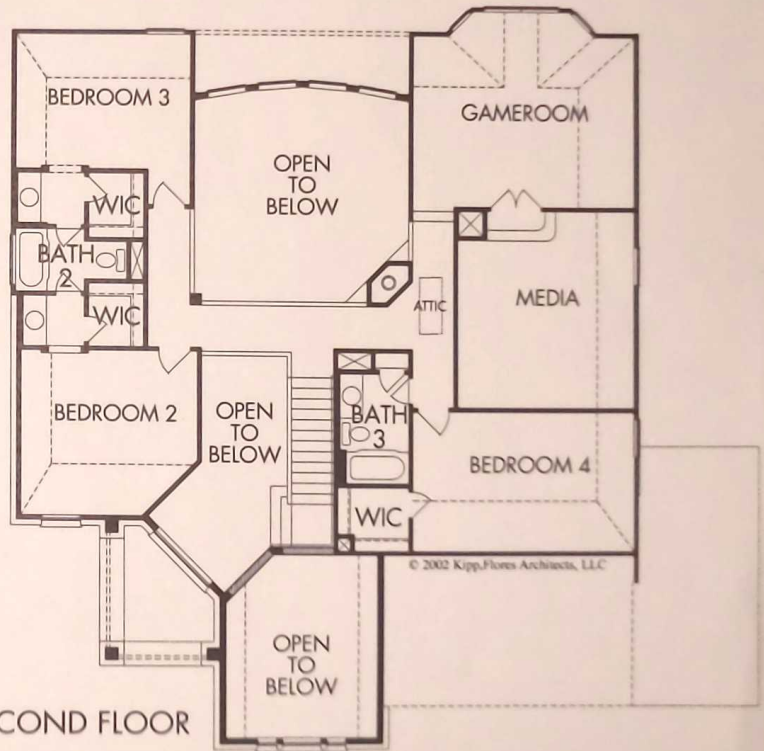 BEDROOM 3
GAMEROOM
OPEN
TO
BELOW
WIC
BATH
2
MEDIA
WIC
ATTIC
BEDROOM 2
OPEN
TO
BELOW
BATH
3
BEDROOM 4
WIC
© 2002 Kipp,Flores Architects, LLC
OPEN
TO
BELOW
COND FLOOR